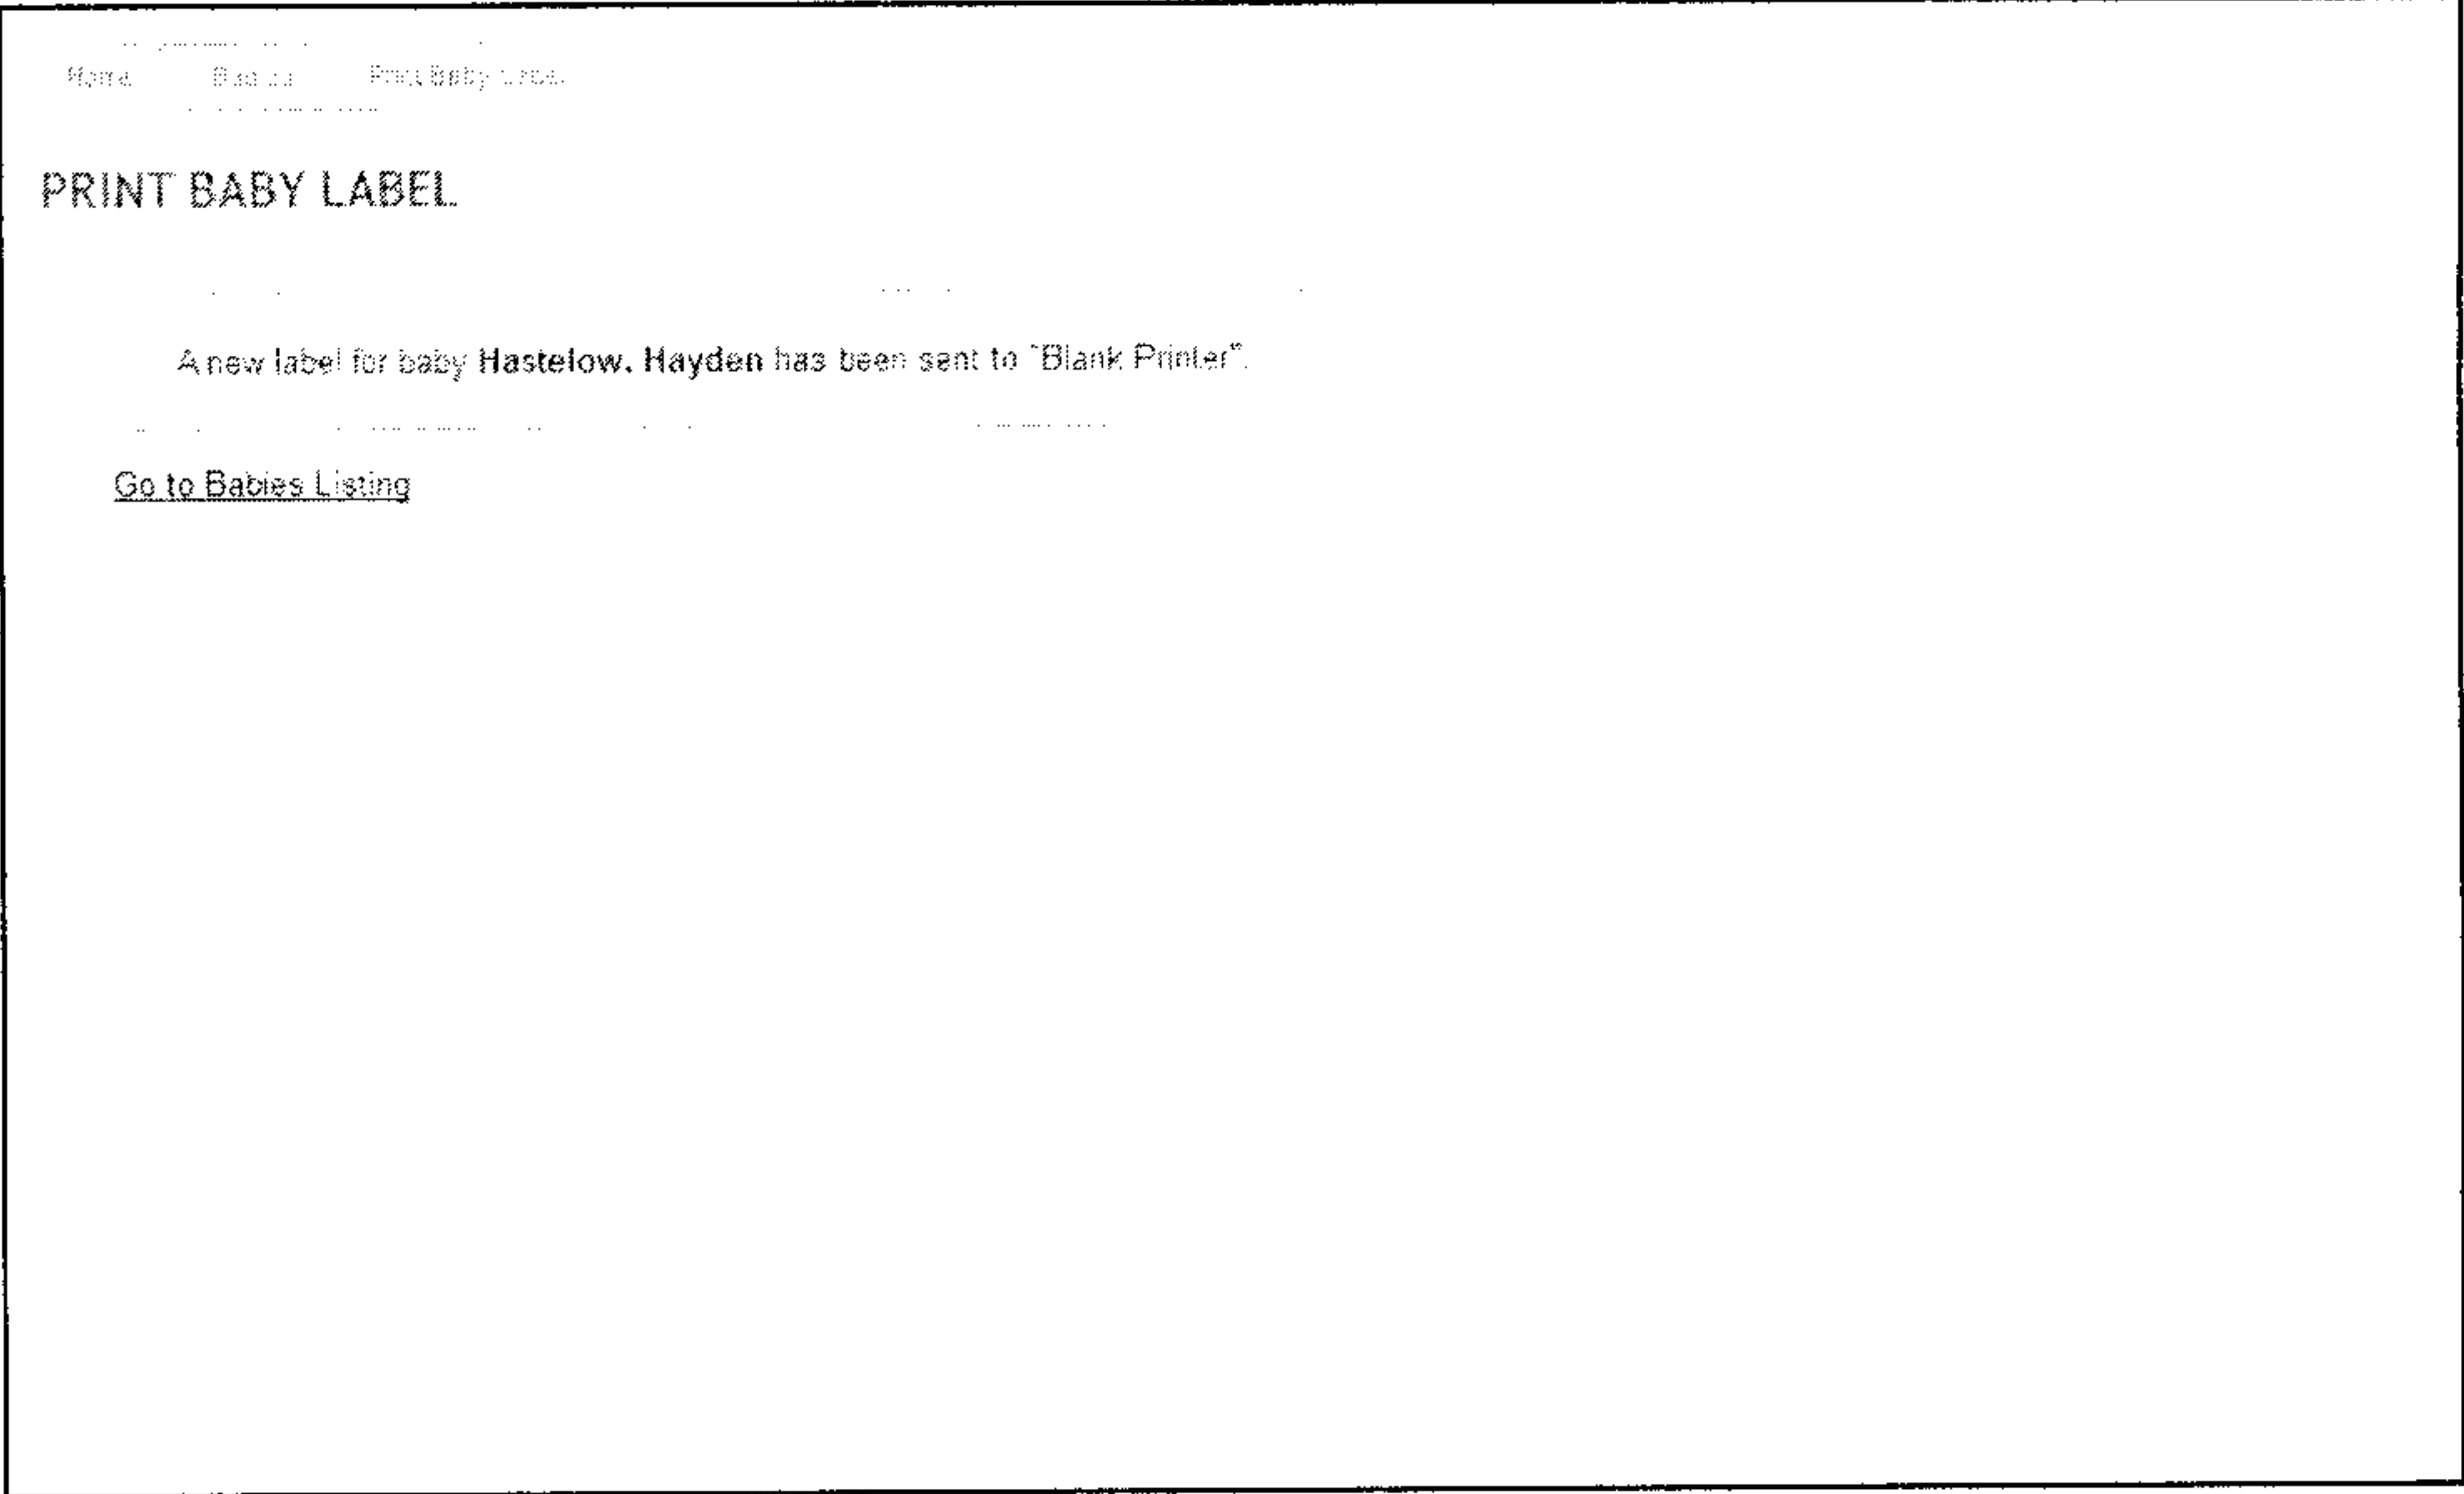 Home Print Baby Label
PRINT BABY LABEL
A new label for baby Hastelow, Hayden has been sent to "Blank Printer".
Go to Babies Listing